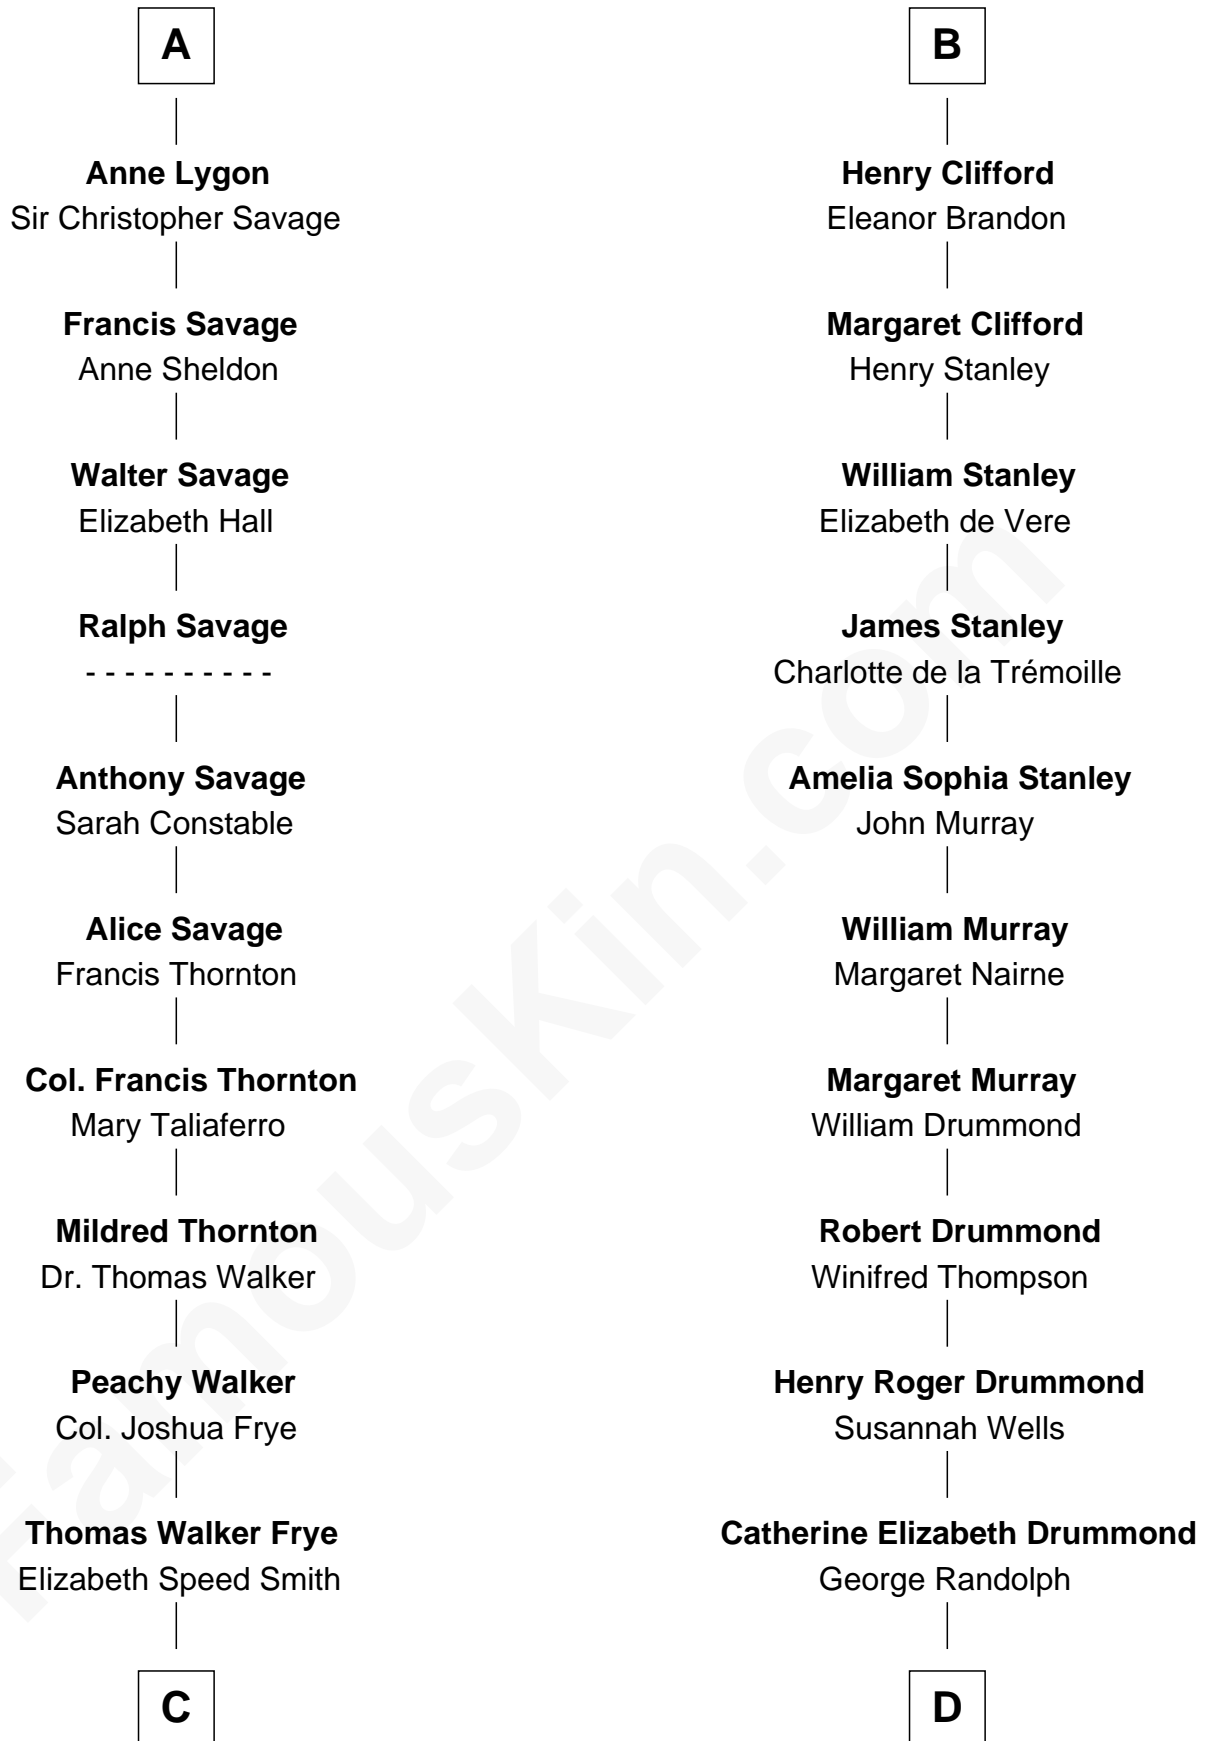 A
Anne Lygon
Sir Christopher Savage
Francis Savage
Anne Sheldon
Walter Savage
Elizabeth Hall
Ralph Savage
- - - - - - - - - -
Anthony Savage
Sarah Constable
Alice Savage
Francis Thornton
Col. Francis Thornton
Mary Taliaferro
Mildred Thornton
Dr. Thomas Walker
Peachy Walker
Col. Joshua Frye
Thomas Walker Frye
Elizabeth Speed Smith
C
B
Henry Clifford
Eleanor Brandon
Margaret Clifford
Henry Stanley
William Stanley
Elizabeth de Vere
James Stanley
Charlotte de la Trémoille
Amelia Sophia Stanley
John Murray
William Murray
Margaret Nairne
Margaret Murray
William Drummond
Robert Drummond
Winifred Thompson
Henry Roger Drummond
Susannah Wells
Catherine Elizabeth Drummond
George Randolph
D
FamousKin.com